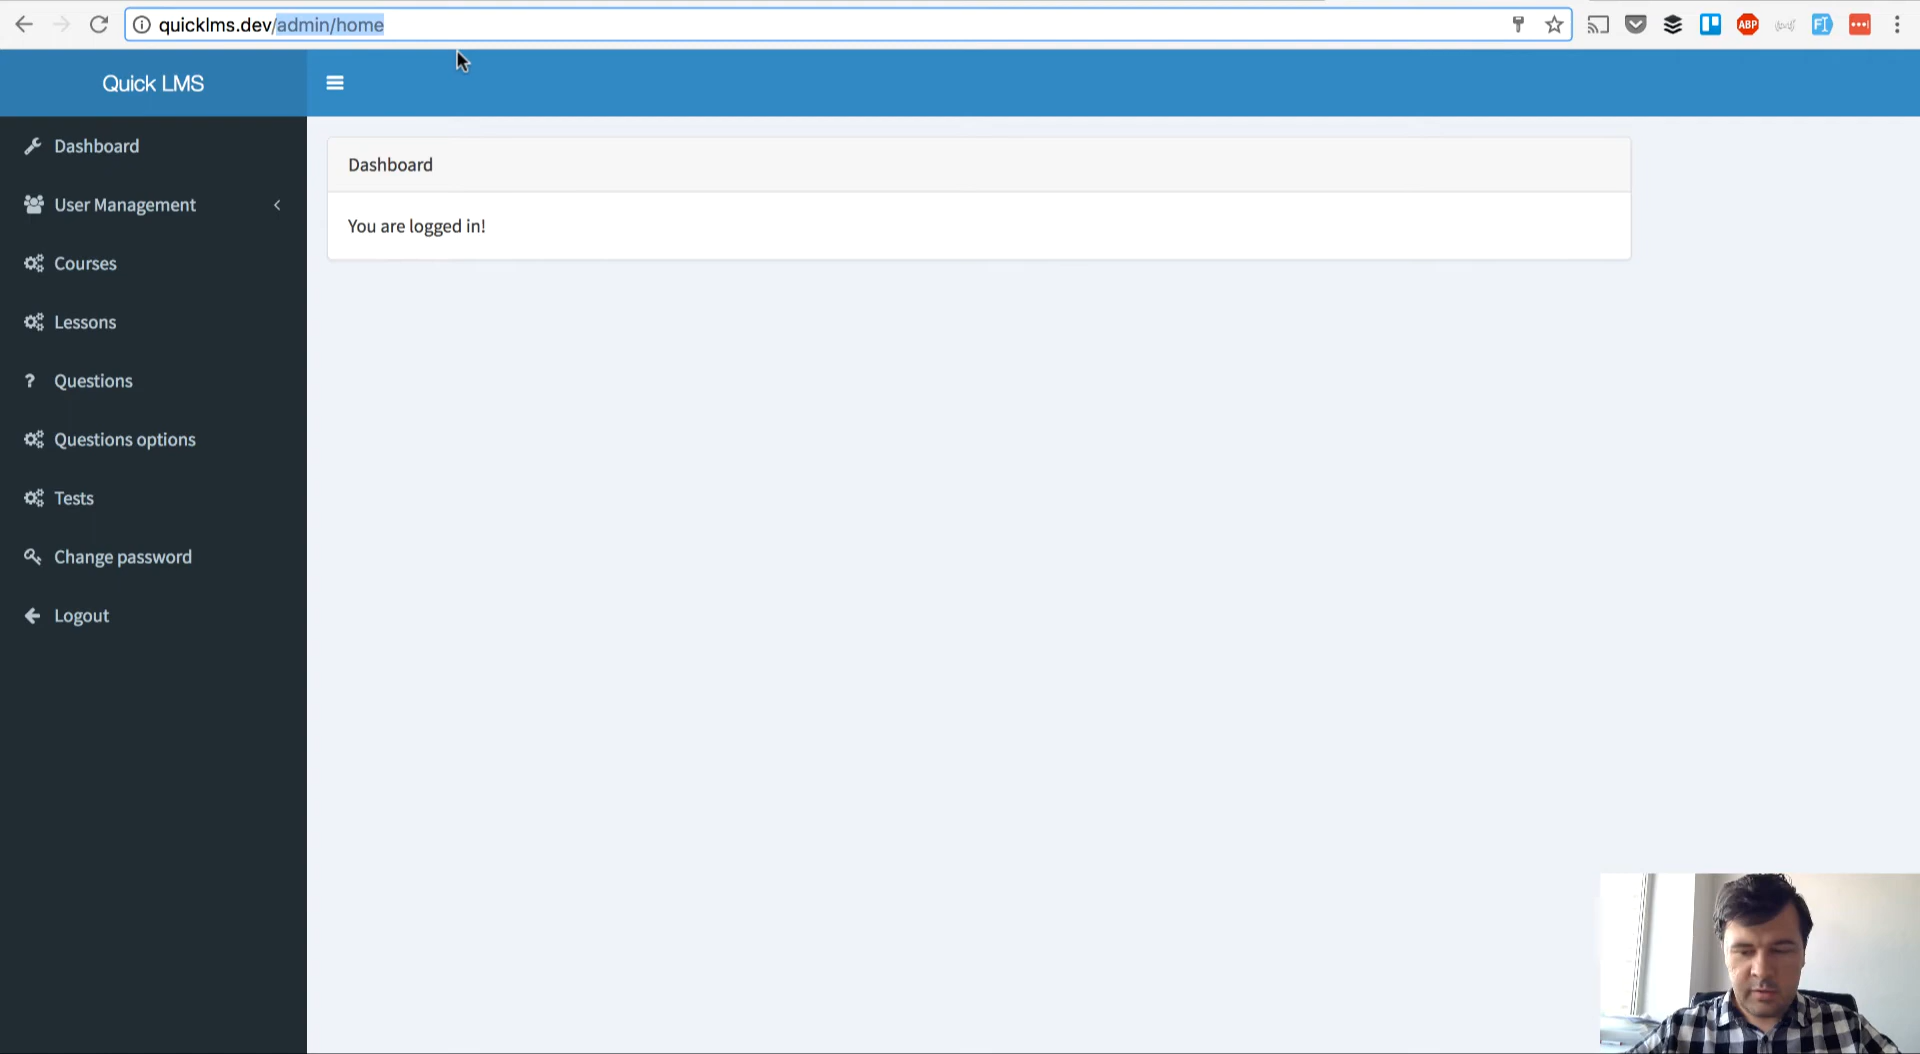 quicklms.dev/admin/home
ABP
Quick LMS
Dashboard
User Management
Courses
Lessons
Questions
Questions options
Tests
Change password
Logout
Dashboard
You are logged in!